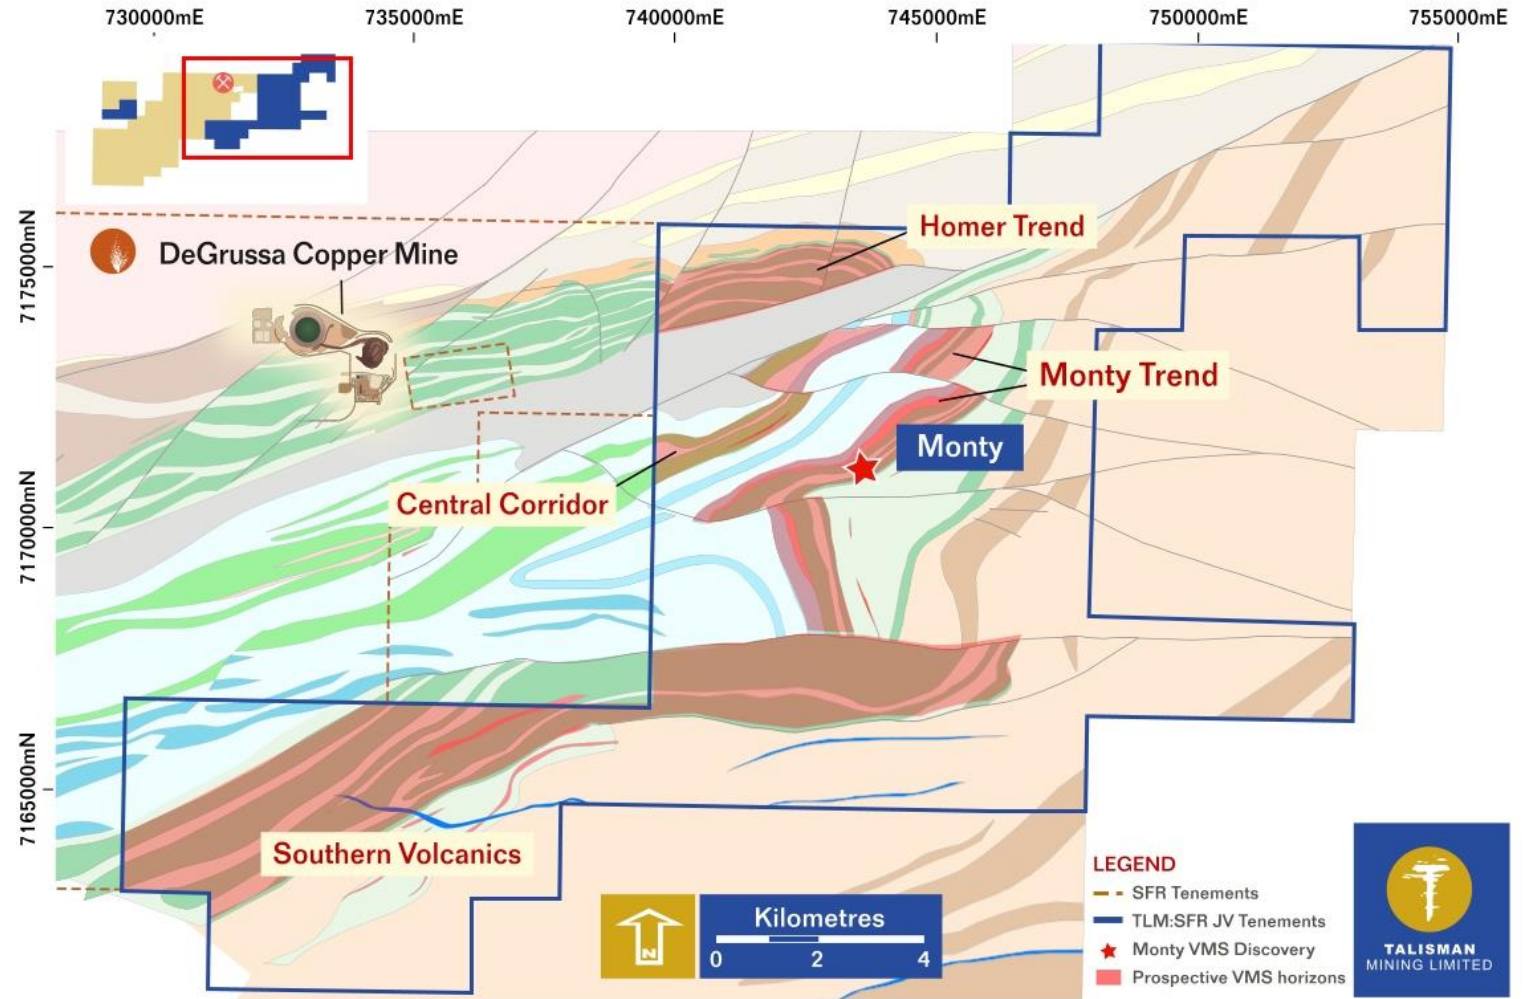 730000mE
735000mE
740000mE
745000mE
750000mE
755000mE
7175000mN
7170000mN
7165000mN
DeGrussa Copper Mine
Homer Trend
Monty Trend
Monty
Central Corridor
Southern Volcanics
N
Kilometres
0 2 4
LEGEND
SFR Tenements
TLM:SFR JV Tenements
Monty VMS Discovery
Prospective VMS horizons
TALISMAN
MINING LIMITED